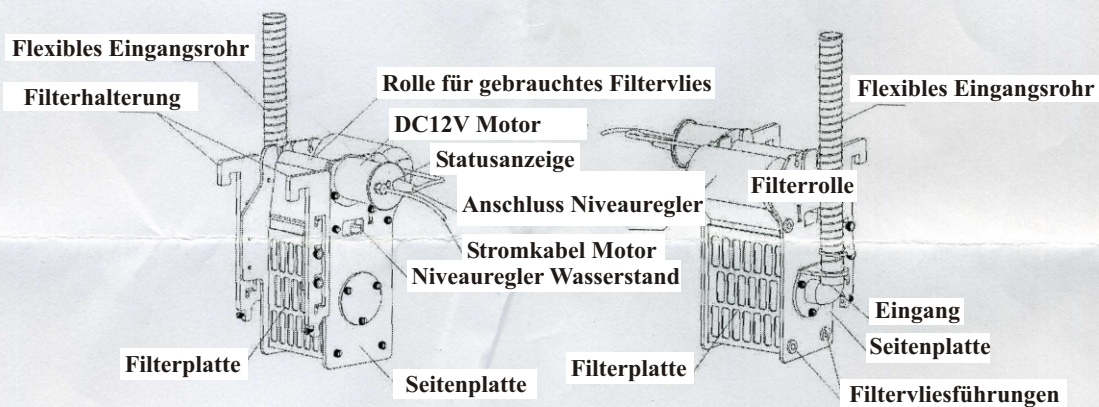 Flexibles Eingangsrohr
Filterhalterung
Rolle für gebrauchtes Filtervlies
DC12V Motor
Statusanzeige
Anschluss Niveauregler
Stromkabel Motor
Niveauregler Wasserstand
Filterplatte
Seitenplatte
Flexibles Eingangsrohr
Filterrolle
Eingang
Seitenplatte
Filterplatte
Filtervliesführungen